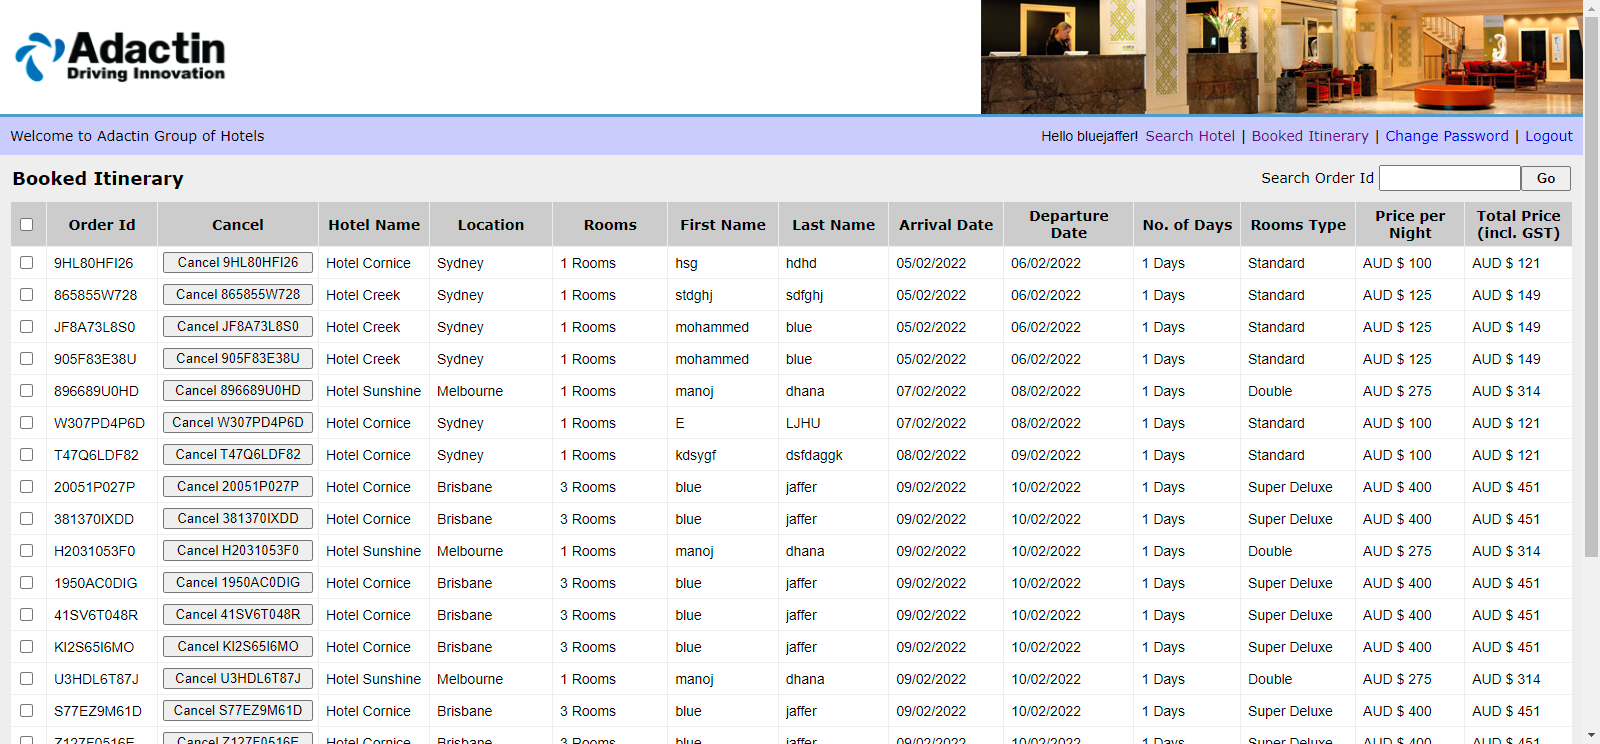 Adactin
Driving Innovation
Welcome to Adactin Group of Hotels
Hello bluejaffer! Search Hotel | Booked Itinerary | Change Password | Logout
Booked Itinerary
Search Order Id Go
Order Id Cancel Hotel Name Location Rooms First Name Last Name Arrival Date Departure Date No. of Days Rooms Type Price per Night Total Price (incl. GST)
9HL80HFI26 Cancel 9HL80HFI26 Hotel Cornice Sydney 1 Rooms hsg hdhd 05/02/2022 06/02/2022 1 Days Standard AUD $ 100 AUD $ 121
865855W728 Cancel 865855W728 Hotel Creek Sydney 1 Rooms stdghj sdfghj 05/02/2022 06/02/2022 1 Days Standard AUD $ 125 AUD $ 149
JF8A73L8S0 Cancel JF8A73L8S0 Hotel Creek Sydney 1 Rooms mohammed blue 05/02/2022 06/02/2022 1 Days Standard AUD $ 125 AUD $ 149
905F83E38U Cancel 905F83E38U Hotel Creek Sydney 1 Rooms mohammed blue 05/02/2022 06/02/2022 1 Days Standard AUD $ 125 AUD $ 149
896689U0HD Cancel 896689U0HD Hotel Sunshine Melbourne 1 Rooms manoj dhana 07/02/2022 08/02/2022 1 Days Double AUD $ 275 AUD $ 314
W307PD4P6D Cancel W307PD4P6D Hotel Cornice Sydney 1 Rooms E LJHU 07/02/2022 08/02/2022 1 Days Standard AUD $ 100 AUD $ 121
T47Q6LDF82 Cancel T47Q6LDF82 Hotel Cornice Sydney 1 Rooms kdsygf dsfdaggk 08/02/2022 09/02/2022 1 Days Standard AUD $ 100 AUD $ 121
20051P027P Cancel 20051P027P Hotel Cornice Brisbane 3 Rooms blue jaffer 09/02/2022 10/02/2022 1 Days Super Deluxe AUD $ 400 AUD $ 451
381370IXDD Cancel 381370IXDD Hotel Cornice Brisbane 3 Rooms blue jaffer 09/02/2022 10/02/2022 1 Days Super Deluxe AUD $ 400 AUD $ 451
H2031053F0 Cancel H2031053F0 Hotel Sunshine Melbourne 1 Rooms manoj dhana 09/02/2022 10/02/2022 1 Days Double AUD $ 275 AUD $ 314
1950AC0DIG Cancel 1950AC0DIG Hotel Cornice Brisbane 3 Rooms blue jaffer 09/02/2022 10/02/2022 1 Days Super Deluxe AUD $ 400 AUD $ 451
41SV6T048R Cancel 41SV6T048R Hotel Cornice Brisbane 3 Rooms blue jaffer 09/02/2022 10/02/2022 1 Days Super Deluxe AUD $ 400 AUD $ 451
KI2S65I6MO Cancel KI2S65I6MO Hotel Cornice Brisbane 3 Rooms blue jaffer 09/02/2022 10/02/2022 1 Days Super Deluxe AUD $ 400 AUD $ 451
U3HDL6T87J Cancel U3HDL6T87J Hotel Sunshine Melbourne 1 Rooms manoj dhana 09/02/2022 10/02/2022 1 Days Double AUD $ 275 AUD $ 314
S77EZ9M61D Cancel S77EZ9M61D Hotel Cornice Brisbane 3 Rooms blue jaffer 09/02/2022 10/02/2022 1 Days Super Deluxe AUD $ 400 AUD $ 451
Cancel Hotel Cornice Brisbane 3 Rooms blue jaffer 09/02/2022 10/02/2022 1 Days Super Deluxe AUD $ 400 AUD $ 451